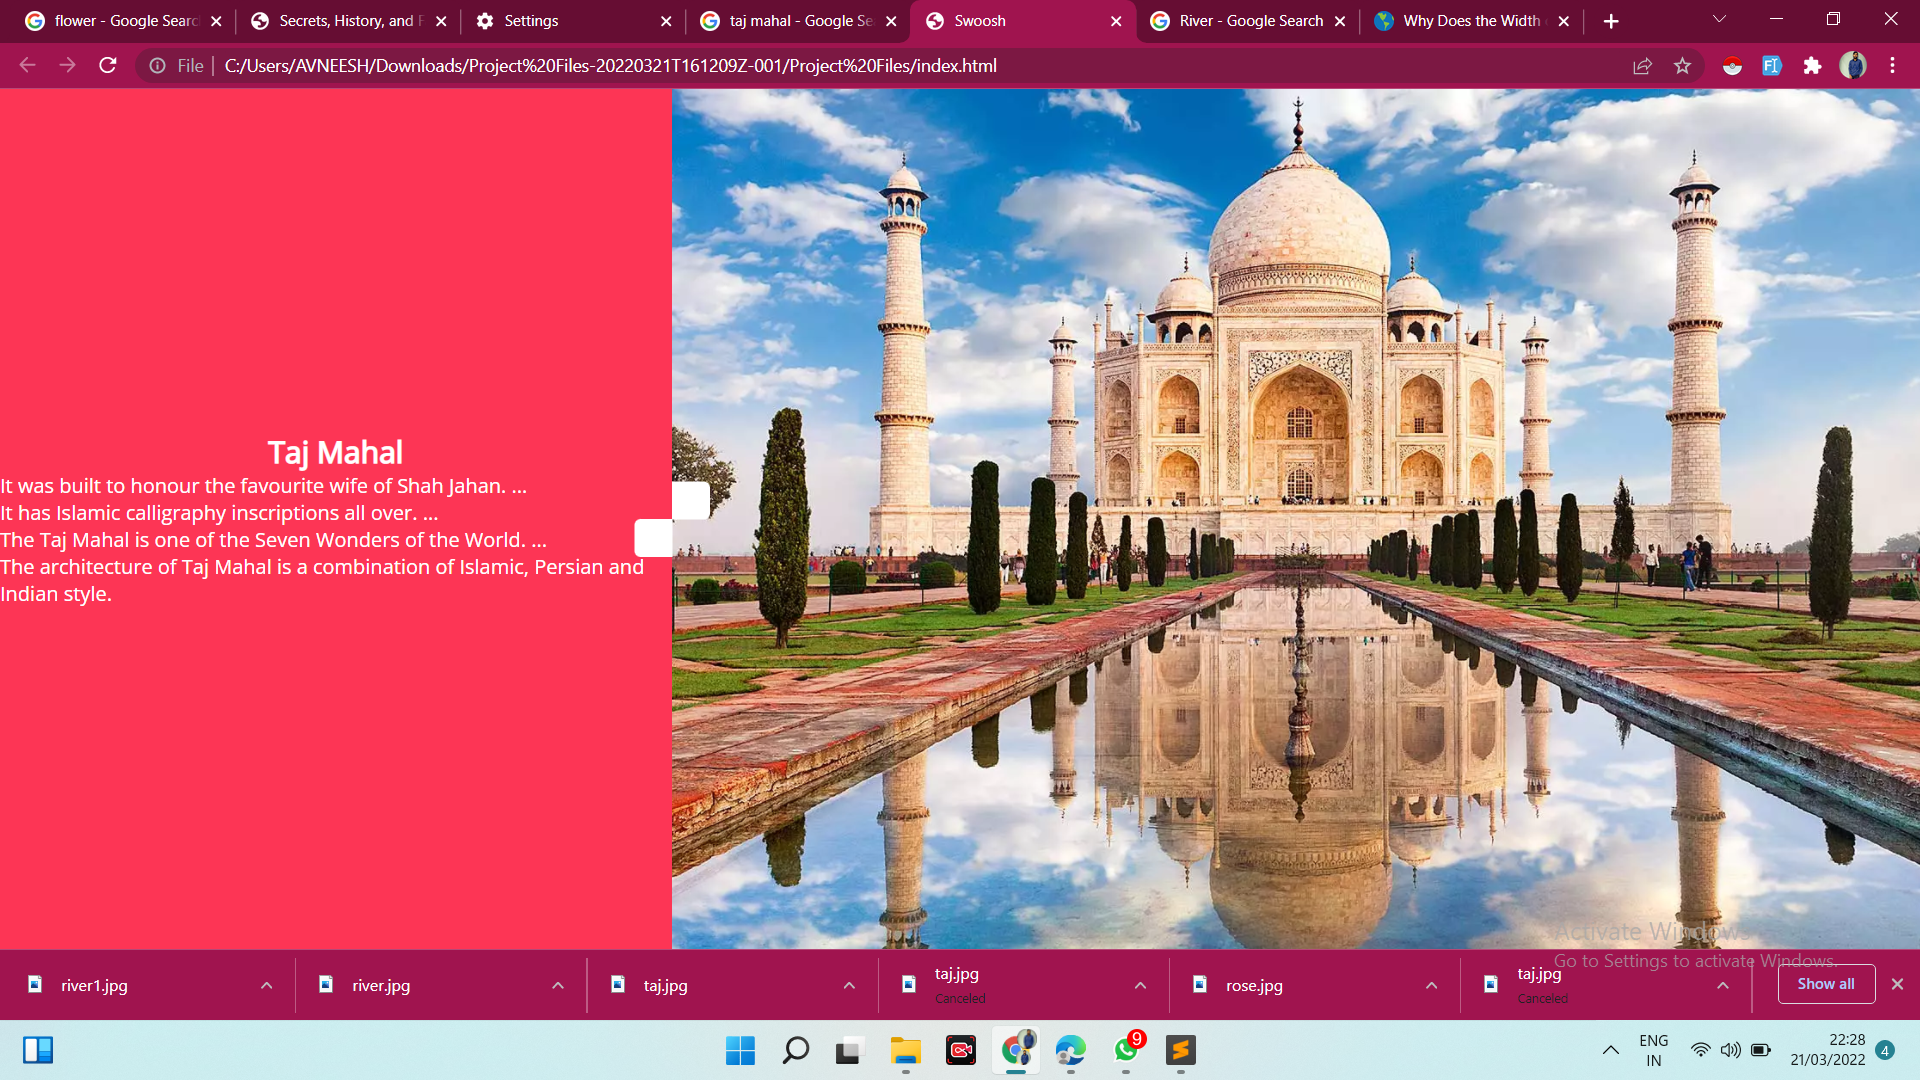 flower - Google Searc
Secrets, History, and F
Settings
taj mahal - Google Se
Swoosh
River - Google Search
Why Does the Width
File
C:/Users/AVNEESH/Downloads/Project%20Files-20220321T161209Z-001/Project%20Files/index.html
Taj Mahal
It was built to honour the favourite wife of Shah Jahan. ...
It has Islamic calligraphy inscriptions all over. ...
The Taj Mahal is one of the Seven Wonders of the World. ...
The architecture of Taj Mahal is a combination of Islamic, Persian and
Indian style.
Activate Windows
Go to Settings to activate Windows.
river1.jpg
river.jpg
taj.jpg
taj.jpg
Canceled
rose.jpg
taj.jpg
Canceled
Show all
9
ENG
IN
22:28
21/03/2022
4